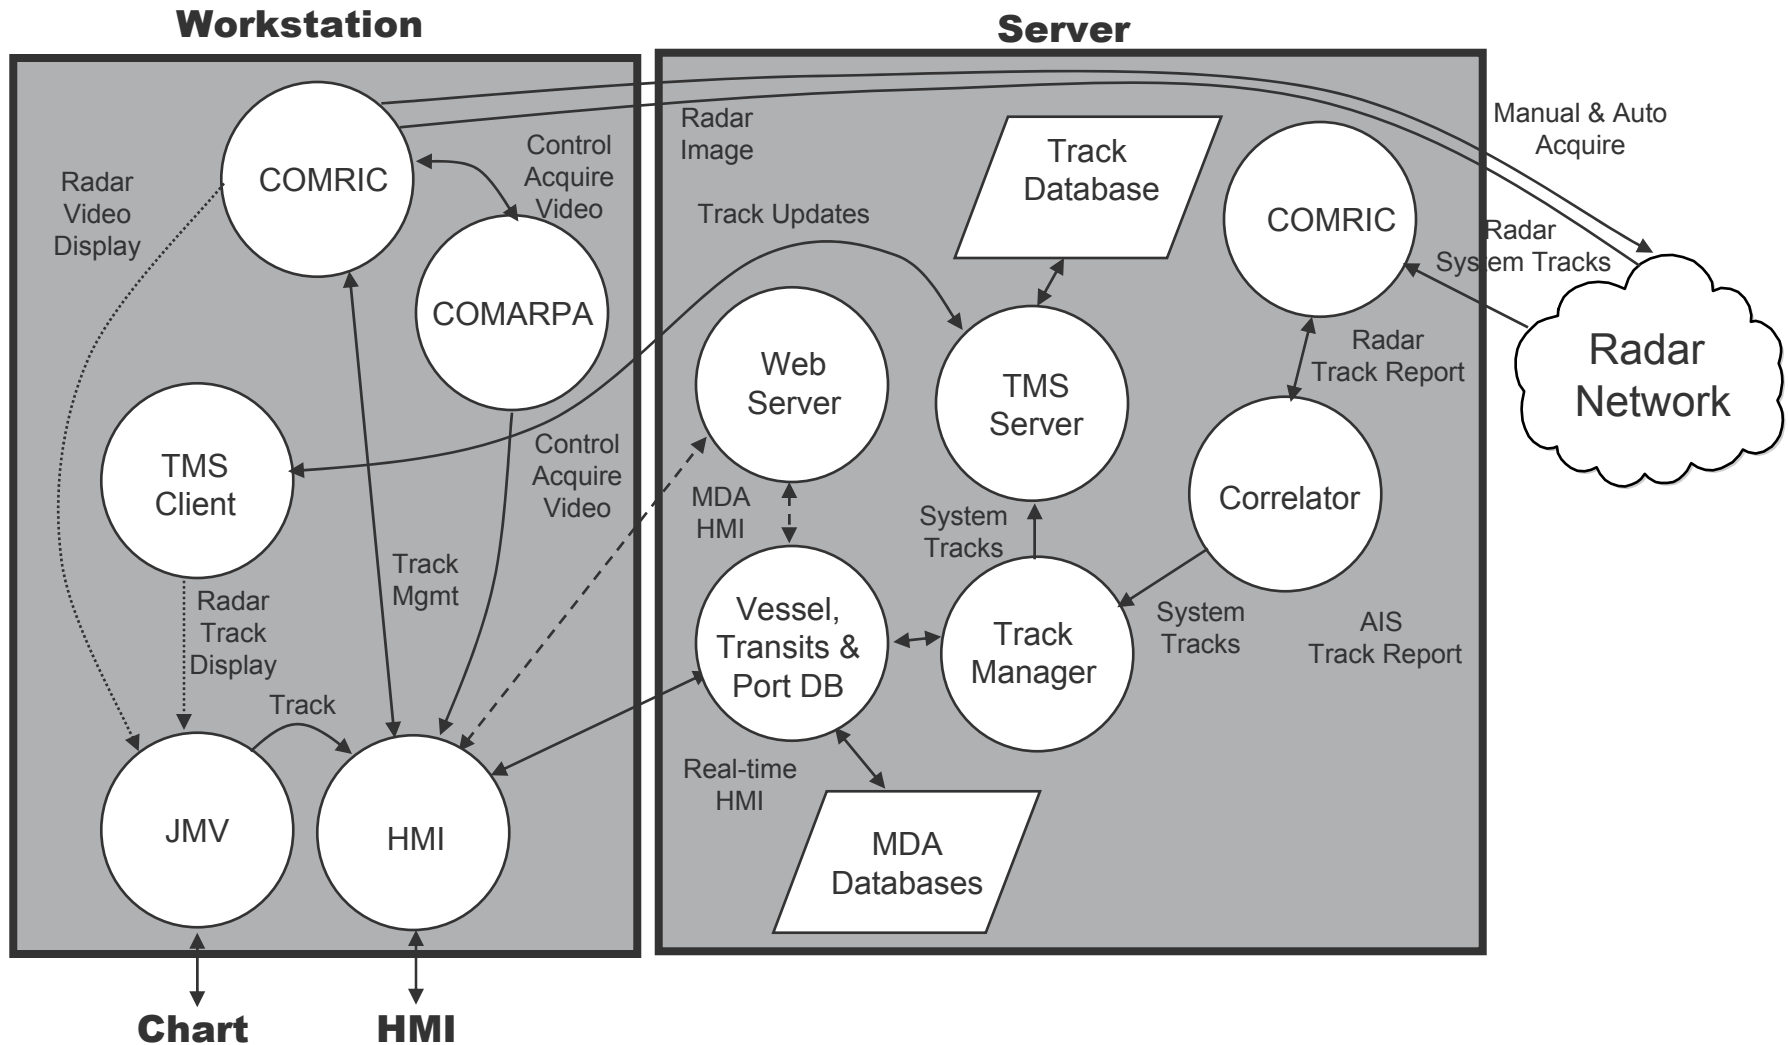 Workstation
Server
COMRIC
Control
Acquire
Video
Radar
Video
Display
COMARPA
TMS
Client
Control
Acquire
Video
Track
Mgmt
Radar
Track
Display
Track
JMV
HMI
Chart
HMI
Radar
Image
Track Updates
Track
Database
COMRIC
Manual & Auto
Acquire
Radar
System Tracks
Radar
Network
Web
Server
TMS
Server
Radar
Track Report
Correlator
MDA
HMI
System
Tracks
Vessel,
Transits &
Port DB
Track
Manager
System
Tracks
AIS
Track Report
Real-time
HMI
MDA
Databases